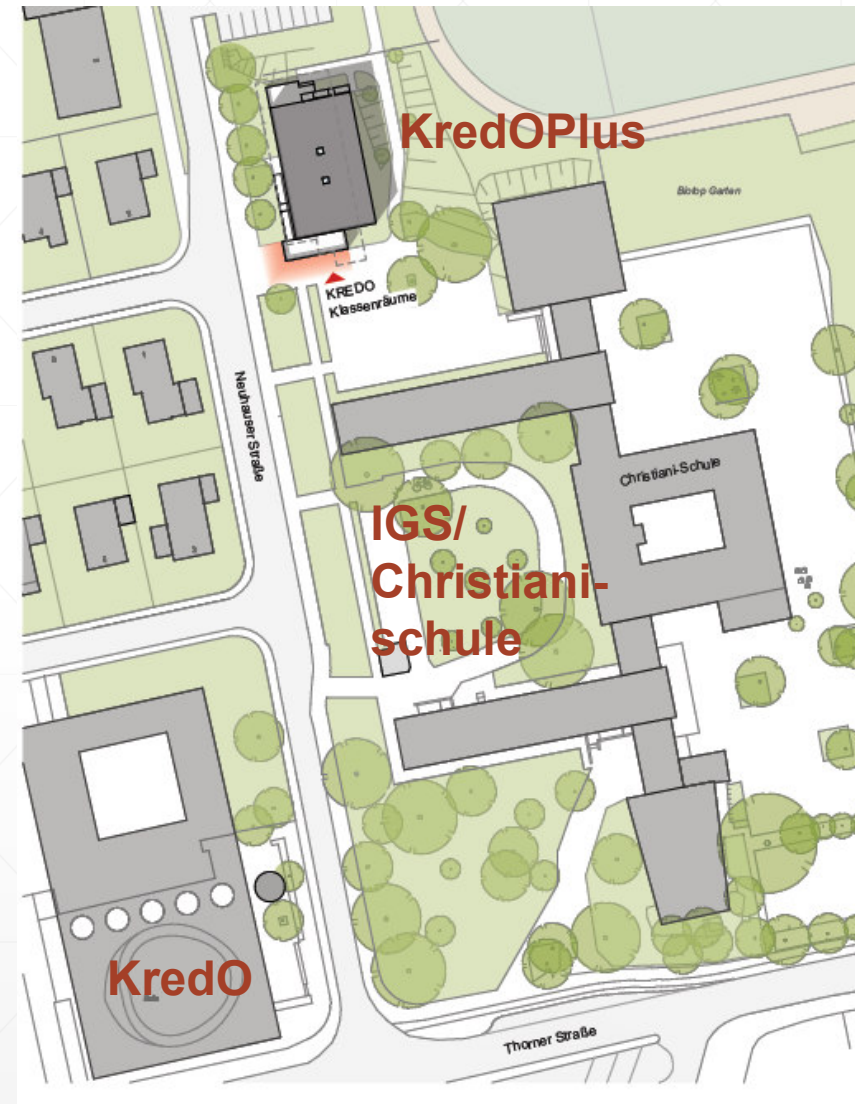 KredOPlus
Biotop Garten
KREDO
Klassenräume
Neuhauser Straße
Christiani-Schule
IGS/
Christiani-
schule
KredO
Thorner Straße